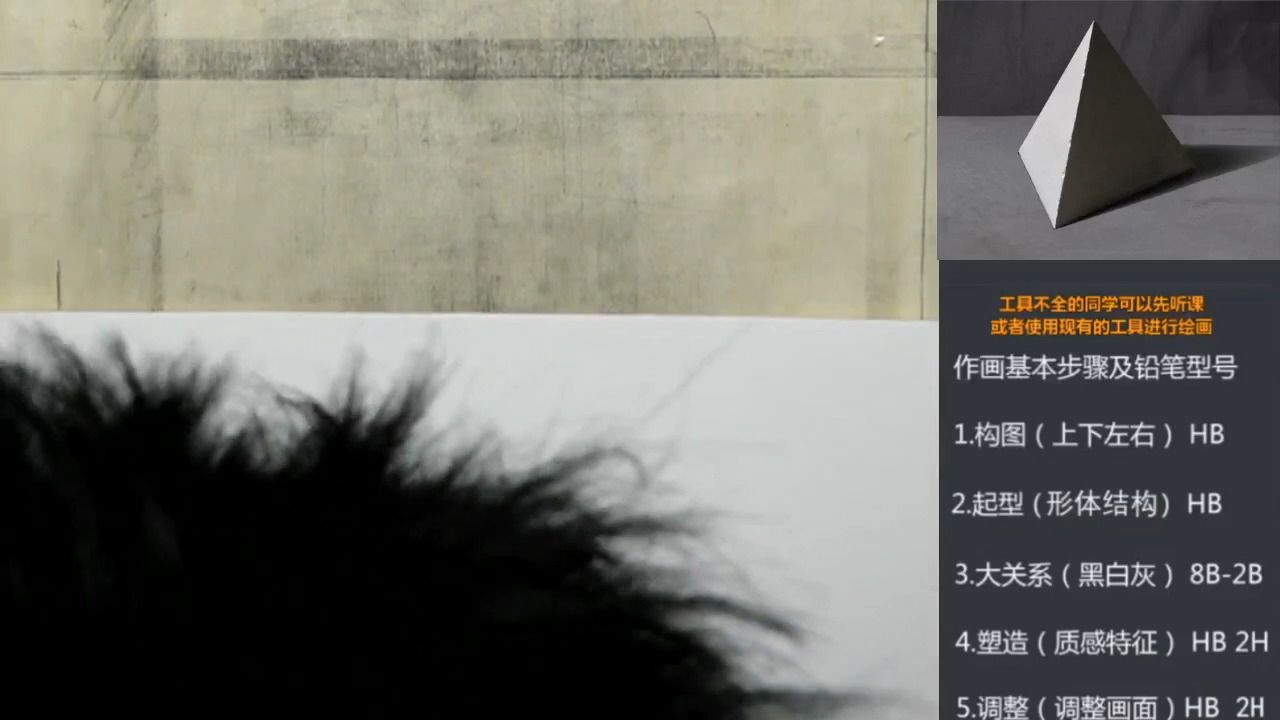 工具不全的同学可以先听课
或者使用现有的工具进行绘画
作画基本步骤及铅笔型号
1.构图（上下左右） HB
2.起型（形体结构） HB
3.大关系（黑白灰） 8B-2B
4.塑造（质感特征） HB 2H
5.调整（调整画面）HB 2H